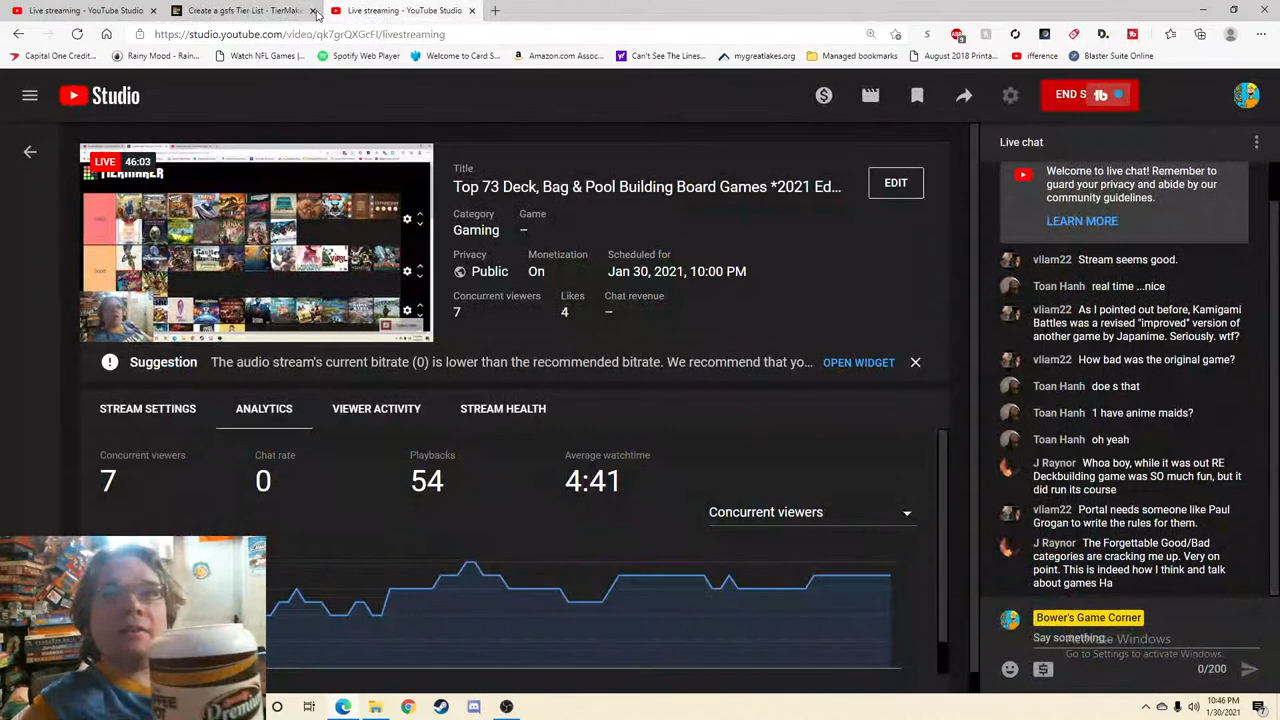 Live streaming - YouTube Studio
Create a gsfs Tier List - TierMake
Live streaming - YouTube Studio
https://studio.youtube.com/video/qk7grQXGcFI/livestreaming
Capital One Credit...
Rainy Mood - Rain...
Watch NFL Games |...
Spotify Web Player
Welcome to Card S...
Amazon.com Assoc...
Can't See The Lines...
mygreatlakes.org
Managed bookmarks
August 2018 Printa...
ifference
Blaster Suite Online
Studio
END S
LIVE 46:03
TIERMAKER
Title
Top 73 Deck, Bag & Pool Building Board Games *2021 Ed...
EDIT
Category
Gaming
Game
–
Privacy
Public
Monetization
On
Scheduled for
Jan 30, 2021, 10:00 PM
Concurrent viewers
7
Likes
4
Chat revenue
–
Suggestion
The audio stream's current bitrate (0) is lower than the recommended bitrate. We recommend that yo...
OPEN WIDGET
STREAM SETTINGS
ANALYTICS
VIEWER ACTIVITY
STREAM HEALTH
Concurrent viewers
7
Chat rate
0
Playbacks
54
Average watchtime
4:41
Concurrent viewers
Live chat
Welcome to live chat! Remember to
guard your privacy and abide by our
community guidelines.
LEARN MORE
vliam22 Stream seems good.
Toan Hanh real time ...nice
vliam22 As I pointed out before, Kamigami
Battles was a revised "improved" version of
another game by Japanime. Seriously. wtf?
vliam22 How bad was the original game?
Toan Hanh doe s that
Toan Hanh 1 have anime maids?
Toan Hanh oh yeah
J Raynor Whoa boy, while it was out RE
Deckbuilding game was SO much fun, but it
did run its course
vliam22 Portal needs someone like Paul
Grogan to write the rules for them.
J Raynor The Forgettable Good/Bad
categories are cracking me up. Very on
point. This is indeed how I think and talk
about games Ha
Bower's Game Corner
Say something...
Activate Windows
Go to Settings to activate Windows.
0/200
10:46 PM
1/30/2021